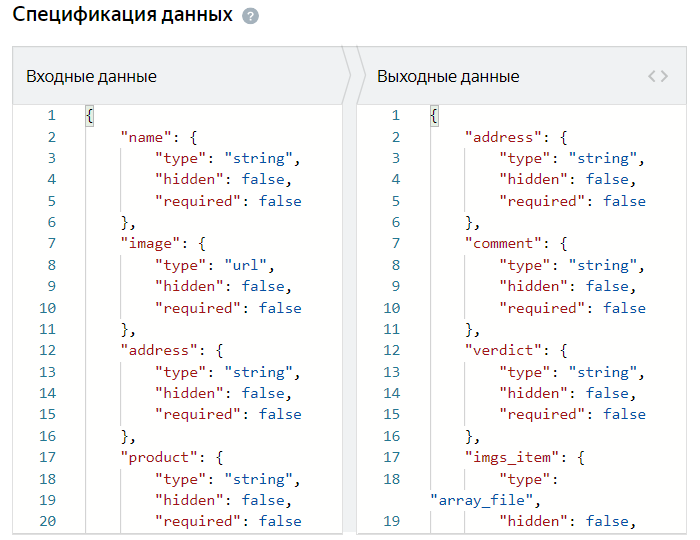 Спецификация данных ?
Входные данные
1 {
2 "name": {
3 "type": "string",
4 "hidden": false,
5 "required": false
6 },
7 "image": {
8 "type": "url",
9 "hidden": false,
10 "required": false
11 },
12 "address": {
13 "type": "string",
14 "hidden": false,
15 "required": false
16 },
17 "product": {
18 "type": "string",
19 "hidden": false,
20 "required": false
Выходные данные <>
1 {
2 "address": {
3 "type": "string",
4 "hidden": false,
5 "required": false
6 },
7 "comment": {
8 "type": "string",
9 "hidden": false,
10 "required": false
11 },
12 "verdict": {
13 "type": "string",
14 "hidden": false,
15 "required": false
16 },
17 "imgs_item": {
18 "type":
"array_file",
19 "hidden": false,